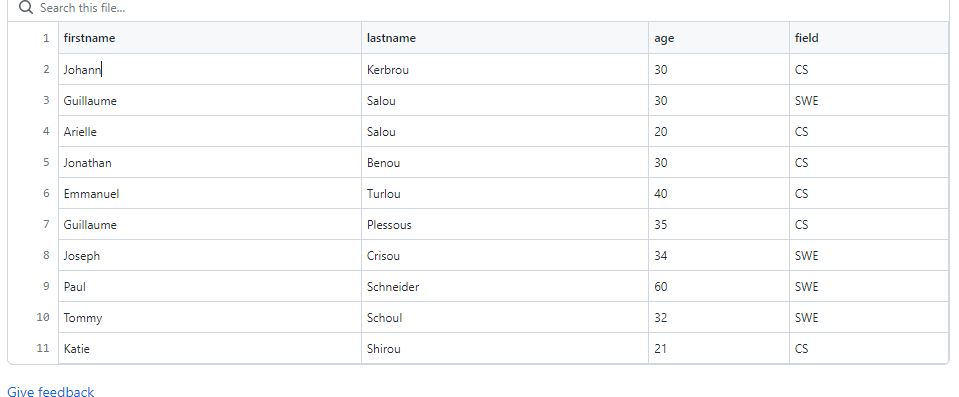 Search this file...
1 firstname lastname age field
2 Johann Kerbrou 30 CS
3 Guillaume Salou 30 SWE
4 Arielle Salou 20 CS
5 Jonathan Benou 30 CS
6 Emmanuel Turlou 40 CS
7 Guillaume Plessous 35 CS
8 Joseph Crisou 34 SWE
9 Paul Schneider 60 SWE
10 Tommy Schoul 32 SWE
11 Katie Shirou 21 CS
Give feedback